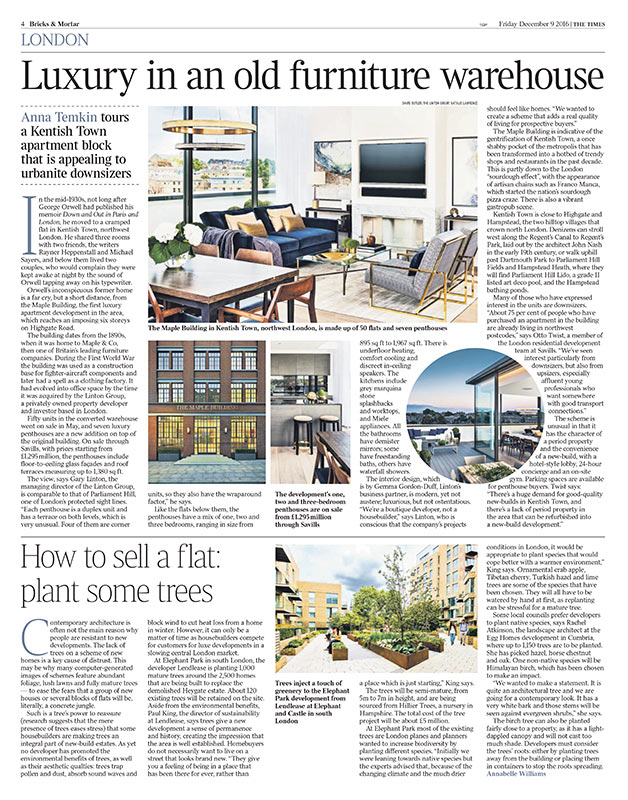 4 Bricks & Mortar
1GM
Friday December 9 2016 | THE TIMES
LONDON
Luxury in an old furniture warehouse
Anna Temkin tours
a Kentish Town
apartment block
that is appealing to
urbanite downsizers
In the mid-1930s, not long after
George Orwell had published his
memoir Down and Out in Paris and
London, he moved to a cramped
flat in Kentish Town, northwest
London. He shared three rooms
with two friends, the writers
Rayner Heppenstall and Michael
Sayers, and below them lived two
couples, who would complain they were
kept awake at night by the sound of
Orwell tapping away on his typewriter.
Orwell's inconspicuous former home
is a far cry, but a short distance, from
the Maple Building, the first luxury
apartment development in the area,
which reaches an imposing six storeys
on Highgate Road.
The building dates from the 1890s,
when it was home to Maple & Co,
then one of Britain's leading furniture
companies. During the First World War
the building was used as a construction
base for fighter-aircraft components and
later had a spell as a clothing factory. It
had evolved into office space by the time
it was acquired by the Linton Group,
a privately owned property developer
and investor based in London.
Fifty units in the converted warehouse
went on sale in May, and seven luxury
penthouses are a new addition on top of
the original building. On sale through
Savills, with prices starting from
£1.295 million, the penthouses include
floor-to-ceiling glass façades and roof
terraces measuring up to 1,380 sq ft.
The view, says Gary Linton, the
managing director of the Linton Group,
is comparable to that of Parliament Hill,
one of London's protected sight lines.
"Each penthouse is a duplex unit and
has a terrace on both levels, which is
very unusual. Four of them are corner
DAVID BUTLER; THE LINTON GROUP; NATALIE LAWRENCE
The Maple Building in Kentish Town, northwest London, is made up of 50 flats and seven penthouses
THE MAPLE BUILDING
units, so they also have the wraparound
factor," he says.
Like the flats below them, the
penthouses have a mix of one, two and
three bedrooms, ranging in size from
The development's one,
two and three-bedroom
penthouses are on sale
from £1.295 million
through Savills
895 sq ft to 1,967 sq ft. There is
underfloor heating,
comfort cooling and
discreet in-ceiling
speakers. The
kitchens include
grey marquina
stone
splashbacks
and worktops,
and Miele
appliances. All
the bathrooms
have demister
mirrors; some
have freestanding
baths, others have
waterfall showers.
The interior design, which
is by Gemma Gordon-Duff, Linton's
business partner, is modern, yet not
austere; luxurious, but not ostentatious.
"We're a boutique developer, not a
housebuilder," says Linton, who is
conscious that the company's projects
should feel like homes. "We wanted to
create a scheme that adds a real quality
of living for prospective buyers."
The Maple Building is indicative of the
gentrification of Kentish Town, a once
shabby pocket of the metropolis that has
been transformed into a hotbed of trendy
shops and restaurants in the past decade.
This is partly down to the London
"sourdough effect", with the appearance
of artisan chains such as Franco Manca,
which started the nation's sourdough
pizza craze. There is also a vibrant
gastropub scene.
Kentish Town is close to Highgate and
Hampstead, the two hilltop villages that
crown north London. Denizens can stroll
west along the Regent's Canal to Regent's
Park, laid out by the architect John Nash
in the early 19th century, or walk uphill
past Dartmouth Park to Parliament Hill
Fields and Hampstead Heath, where they
will find Parliament Hill Lido, a grade II
listed art deco pool, and the Hampstead
bathing ponds.
Many of those who have expressed
interest in the units are downsizers.
"About 75 per cent of people who have
purchased an apartment in the building
are already living in northwest
postcodes," says Otto Twist, a member of
the London residential development
team at Savills. "We've seen
interest particularly from
downsizers, but also from
upsizers, especially
affluent young
professionals who
want somewhere
with good transport
connections."
The scheme is
unusual in that it
has the character of
a period property
and the convenience
of a new-build, with a
hotel-style lobby, 24-hour
concierge and an on-site
gym. Parking spaces are available
for penthouse buyers. Twist says:
"There's a huge demand for good-quality
new-builds in Kentish Town, and
there's a lack of period property in
the area that can be refurbished into
a new-build development."
How to sell a flat:
plant some trees
Contemporary architecture is
often not the main reason why
people are resistant to new
developments. The lack of
trees on a scheme of new
homes is a key cause of distrust. This
may be why many computer-generated
images of schemes feature abundant
foliage, lush lawns and fully mature trees
— to ease the fears that a group of new
houses or several blocks of flats will be,
literally, a concrete jungle.
Such is a tree's power to reassure
(research suggests that the mere
presence of trees eases stress) that some
housebuilders are making trees an
integral part of new-build estates. As yet
no developer has promoted the
environmental benefits of trees, as well
as their aesthetic qualties: trees trap
pollen and dust, absorb sound waves and
block wind to cut heat loss from a home
in winter. However, it can only be a
matter of time as householders compete
for customers for luxe developments in a
slowing central London market.
At Elephant Park in south London, the
developer Lendlease is planting 1,000
mature trees around the 2,500 homes
that are being built to replace the
demolished Heygate estate. About 120
existing trees will be retained on the site.
Aside from the environmental benefits,
Paul King, the director of sustainability
at Lendlease, says trees give a new
development a sense of permanence
and history, creating the impression that
the area is well established. Homebuyers
do not necessarily want to live on a
street that looks brand new. "They give
you a feeling of being in a place that
has been there for ever, rather than
Trees inject a touch of
greenery to the Elephant
Park development from
Lendlease at Elephant
and Castle in south
London
a place which is just starting," King says.
The trees will be semi-mature, from
5m to 7m in height, and are being
sourced from Hillier Trees, a nursery in
Hampshire. The total cost of the tree
project will be about £5 million.
At Elephant Park most of the existing
trees are London planes and planners
wanted to increase biodiversity by
planting different species. "Initially we
were leaning towards native species but
the experts advised that, because of the
changing climate and the much drier
conditions in London, it would be
appropriate to plant species that would
cope better with a warmer environment,"
King says. Ornamental crab apple,
Tibetan cherry, Turkish hazel and lime
trees are some of the species that have
been chosen. They will all have to be
watered by hand at first, as replanting
can be stressful for a mature tree.
Some local councils prefer developers
to plant native species, says Rachel
Atkinson, the landscape architect at the
Egg Homes development in Cumbria,
where up to 1,150 trees are to be planted.
She has picked hazel, horse chestnut
and oak. One non-native species will be
Himalayan birch, which has been chosen
to make an impact.
"We wanted to make a statement. It is
quite an architectural tree and we are
going for a contemporary look. It has a
very white bark and those stems will be
seen against evergreen shrubs," she says.
The birch tree can also be planted
fairly close to a property, as it has a light-
dappled canopy and will not cast too
much shade. Developers must consider
the trees' roots: either by planting trees
away from the building or placing them
in containers to stop the roots spreading.
Annabelle Williams